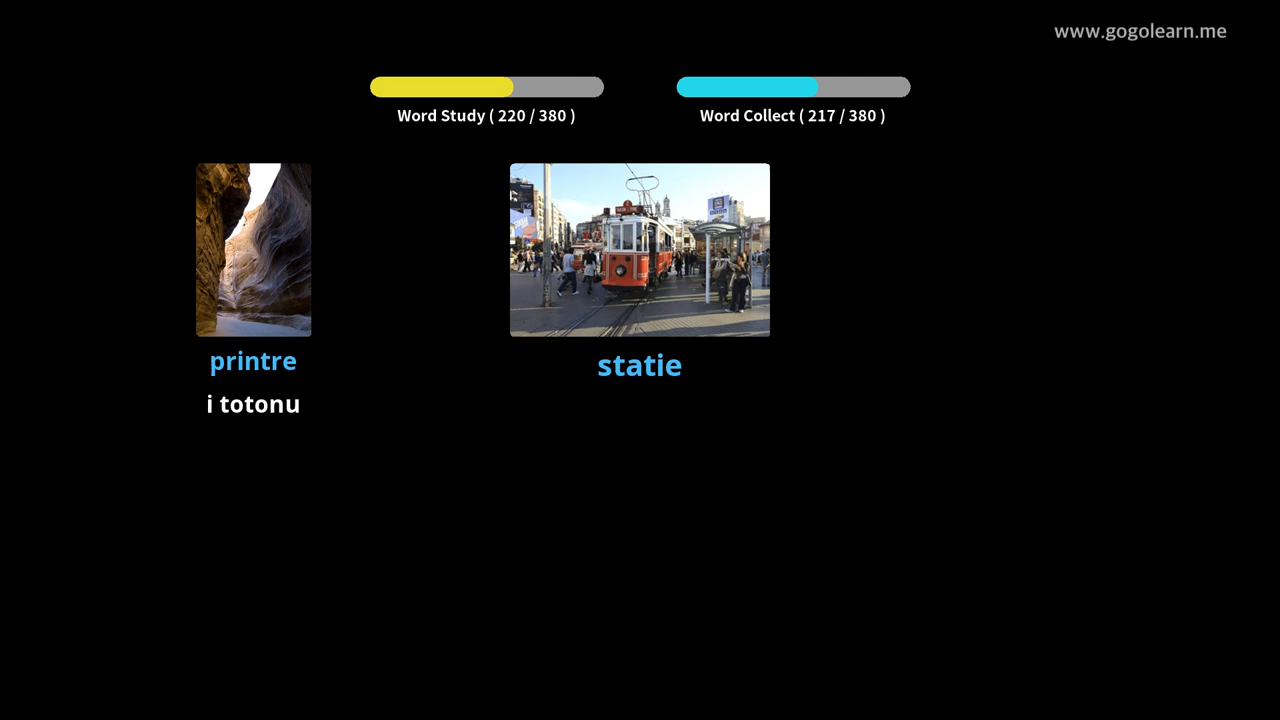 www.gogolearn.me
Word Study ( 220 / 380 )
Word Collect ( 217 / 380 )
printre
i totonu
statie